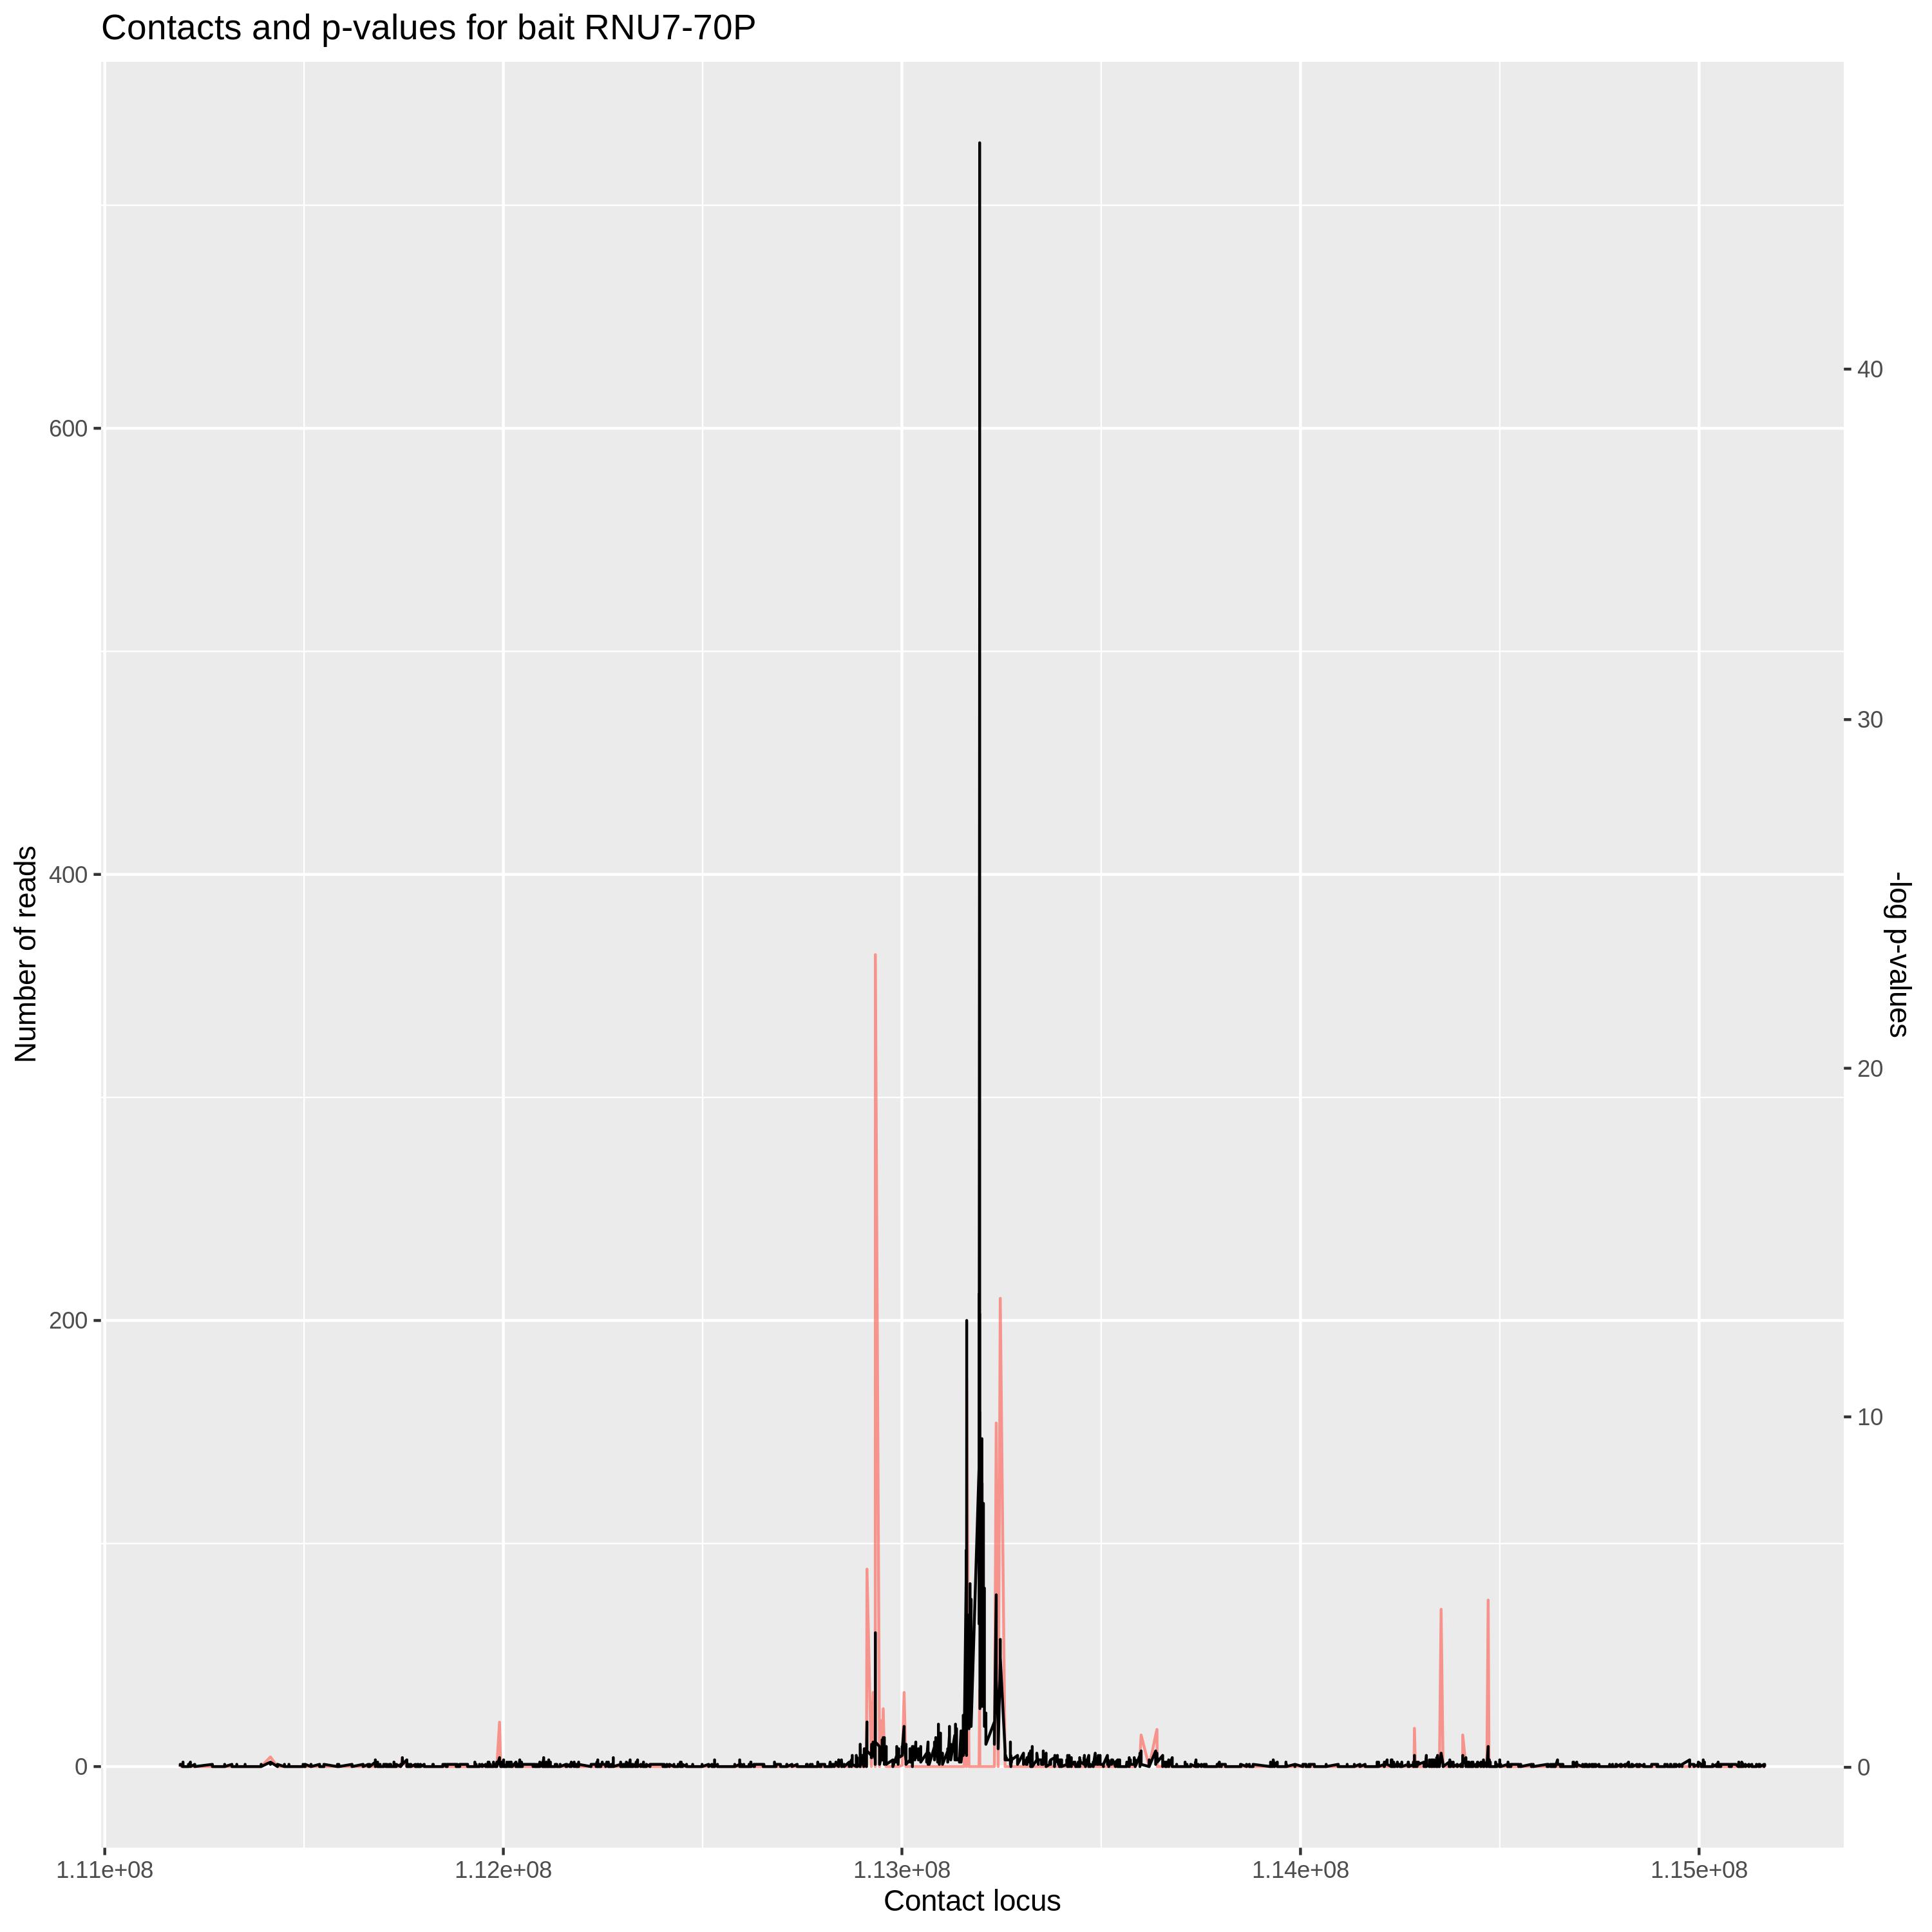 Contacts and p-values for bait RNU7-70P
Number of reads
600
400
200
0
40
30
20
10
0
-log p-values
1.11e+08
1.12e+08
1.13e+08
1.14e+08
1.15e+08
Contact locus